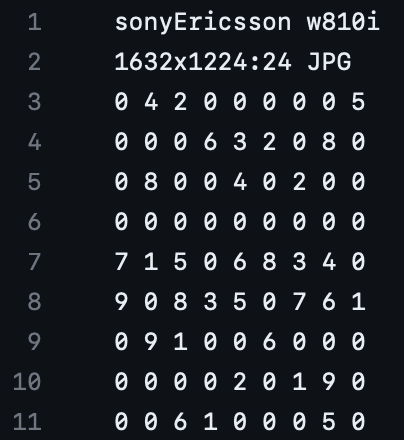 1 sonyEricsson w810i
2 1632x1224:24 JPG
3 0 4 2 0 0 0 0 0 5
4 0 0 0 6 3 2 0 8 0
5 0 8 0 0 4 0 2 0 0
6 0 0 0 0 0 0 0 0 0
7 7 1 5 0 6 8 3 4 0
8 9 0 8 3 5 0 7 6 1
9 0 9 1 0 0 6 0 0 0
10 0 0 0 0 2 0 1 9 0
11 0 0 6 1 0 0 0 5 0